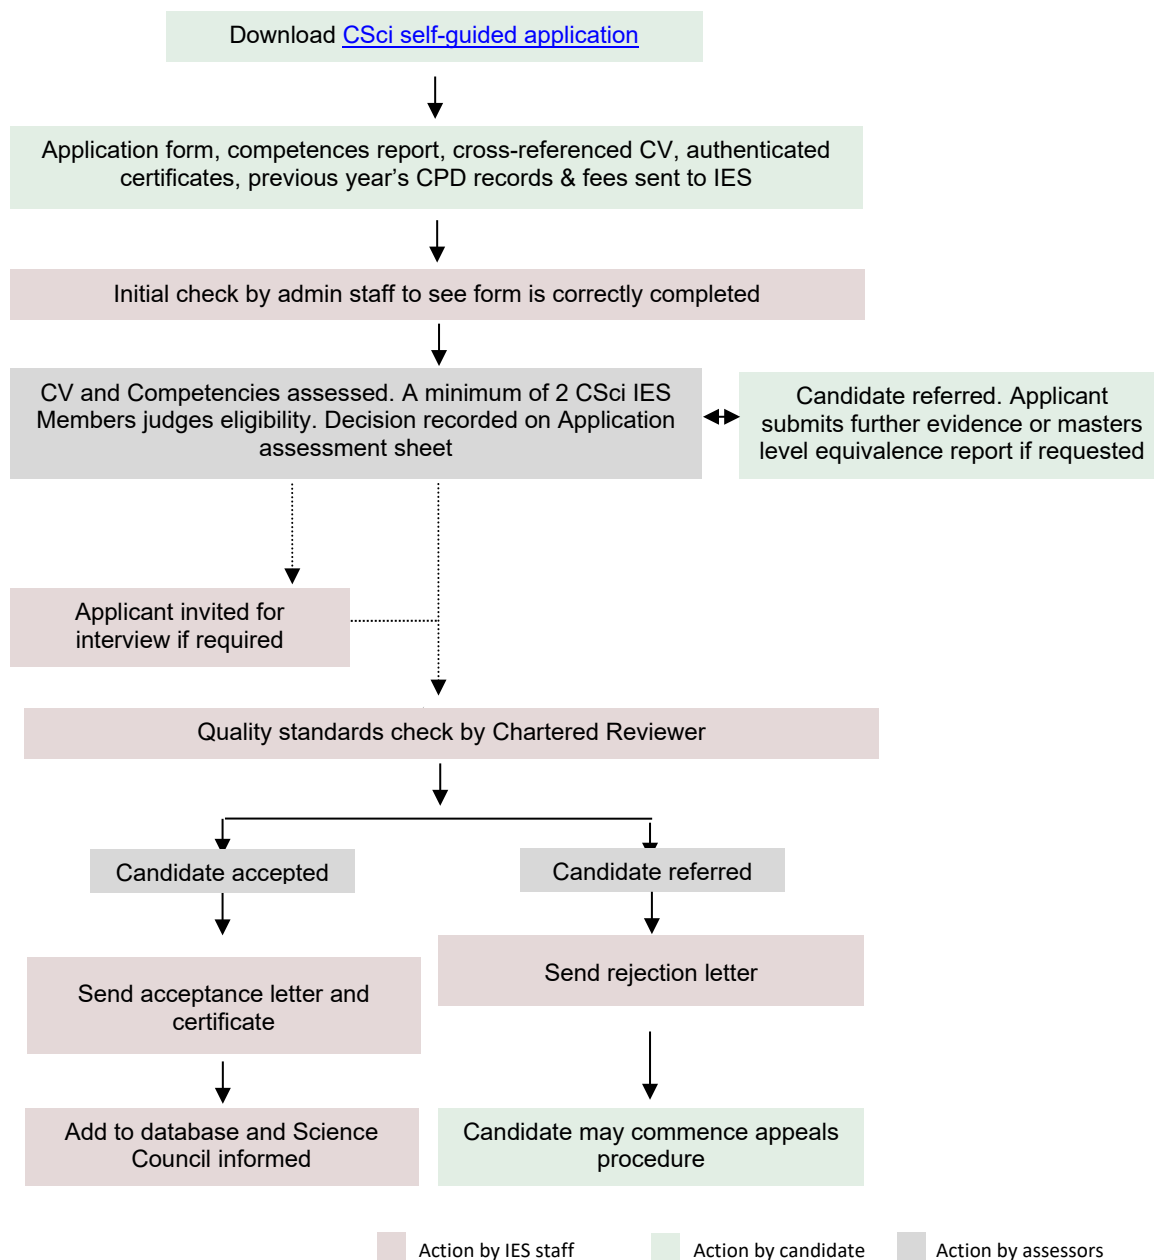 Download CSci self-guided application
Application form, competences report, cross-referenced CV, authenticated
certificates, previous year’s CPD records & fees sent to IES
Initial check by admin staff to see form is correctly completed
CV and Competencies assessed. A minimum of 2 CSci IES
Members judges eligibility. Decision recorded on Application
assessment sheet
Candidate referred. Applicant
submits further evidence or masters
level equivalence report if requested
Applicant invited for
interview if required
Quality standards check by Chartered Reviewer
Candidate accepted
Candidate referred
Send acceptance letter and
certificate
Send rejection letter
Add to database and Science
Council informed
Candidate may commence appeals
procedure
Action by IES staff
Action by candidate
Action by assessors